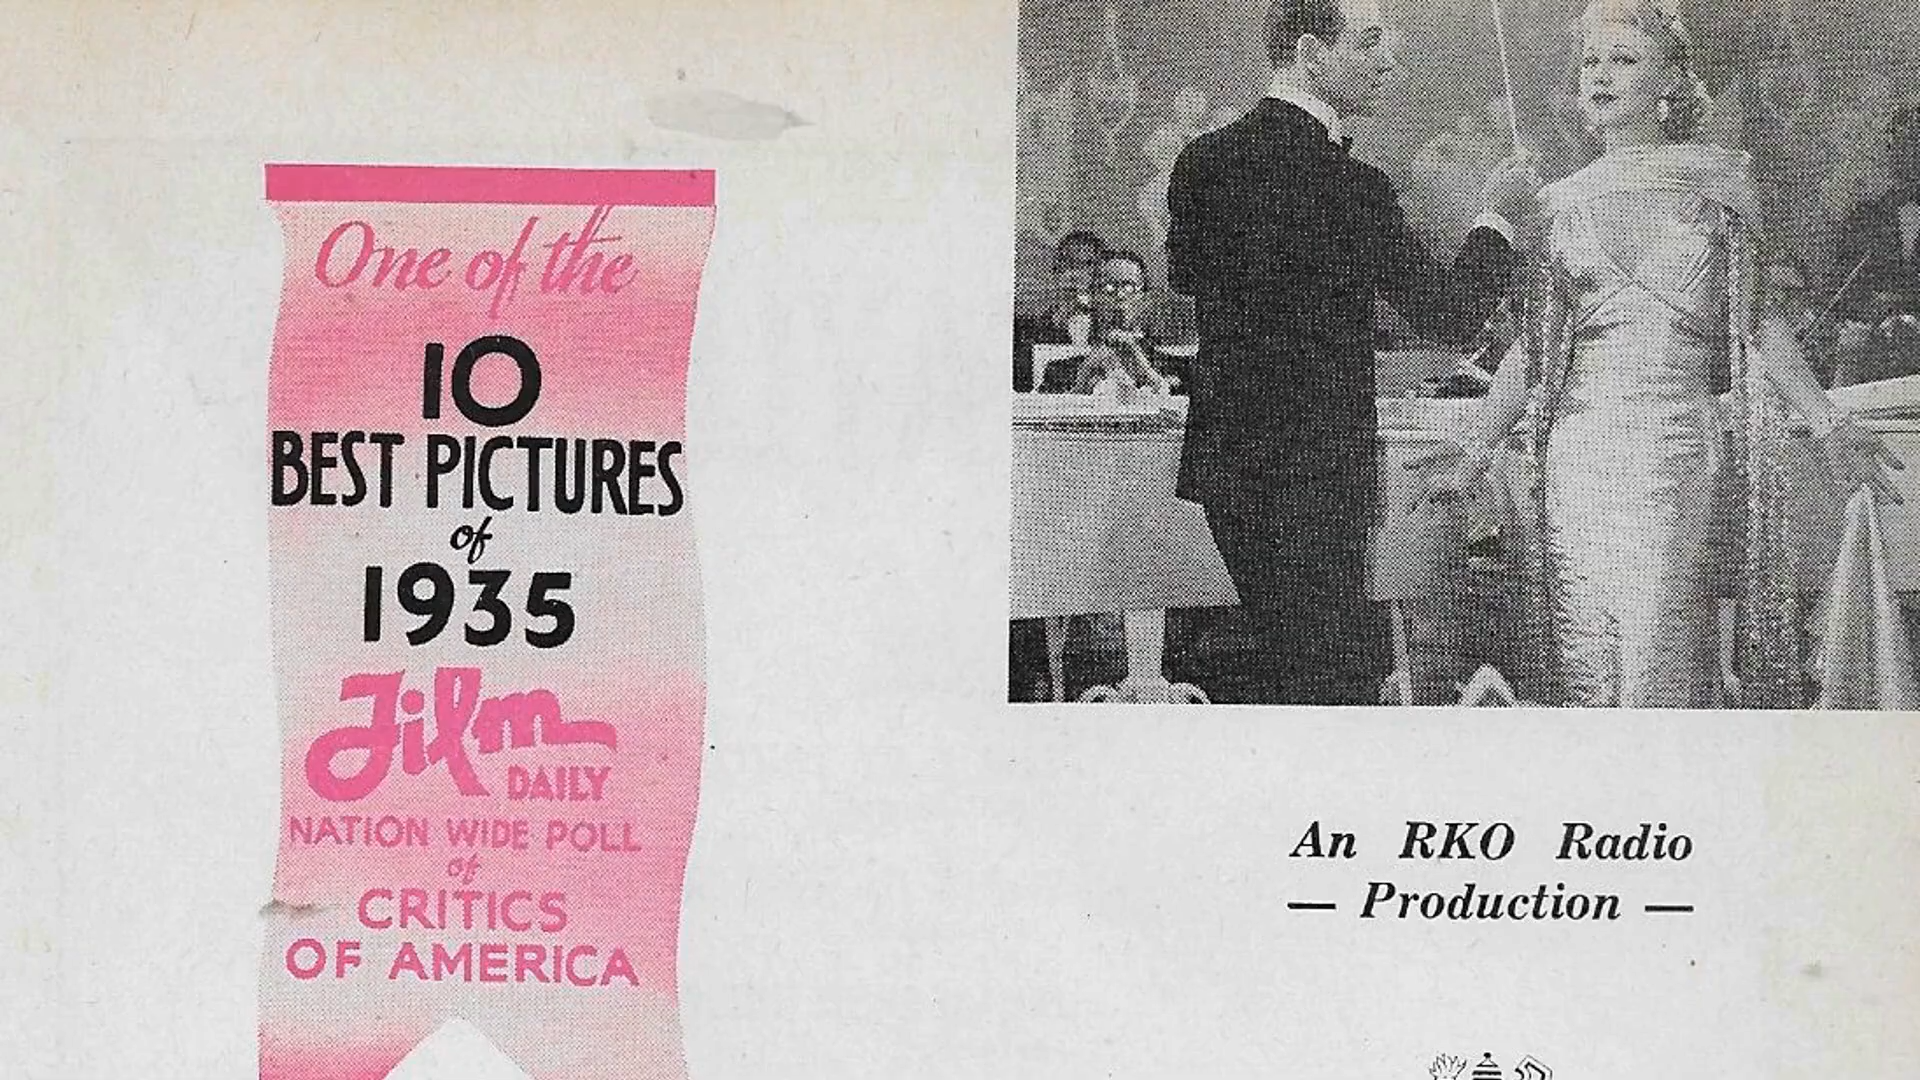 One of the
10
BEST PICTURES
of
1935
Film
DAILY
NATION WIDE POLL
of
CRITICS
OF AMERICA
An RKO Radio
— Production —